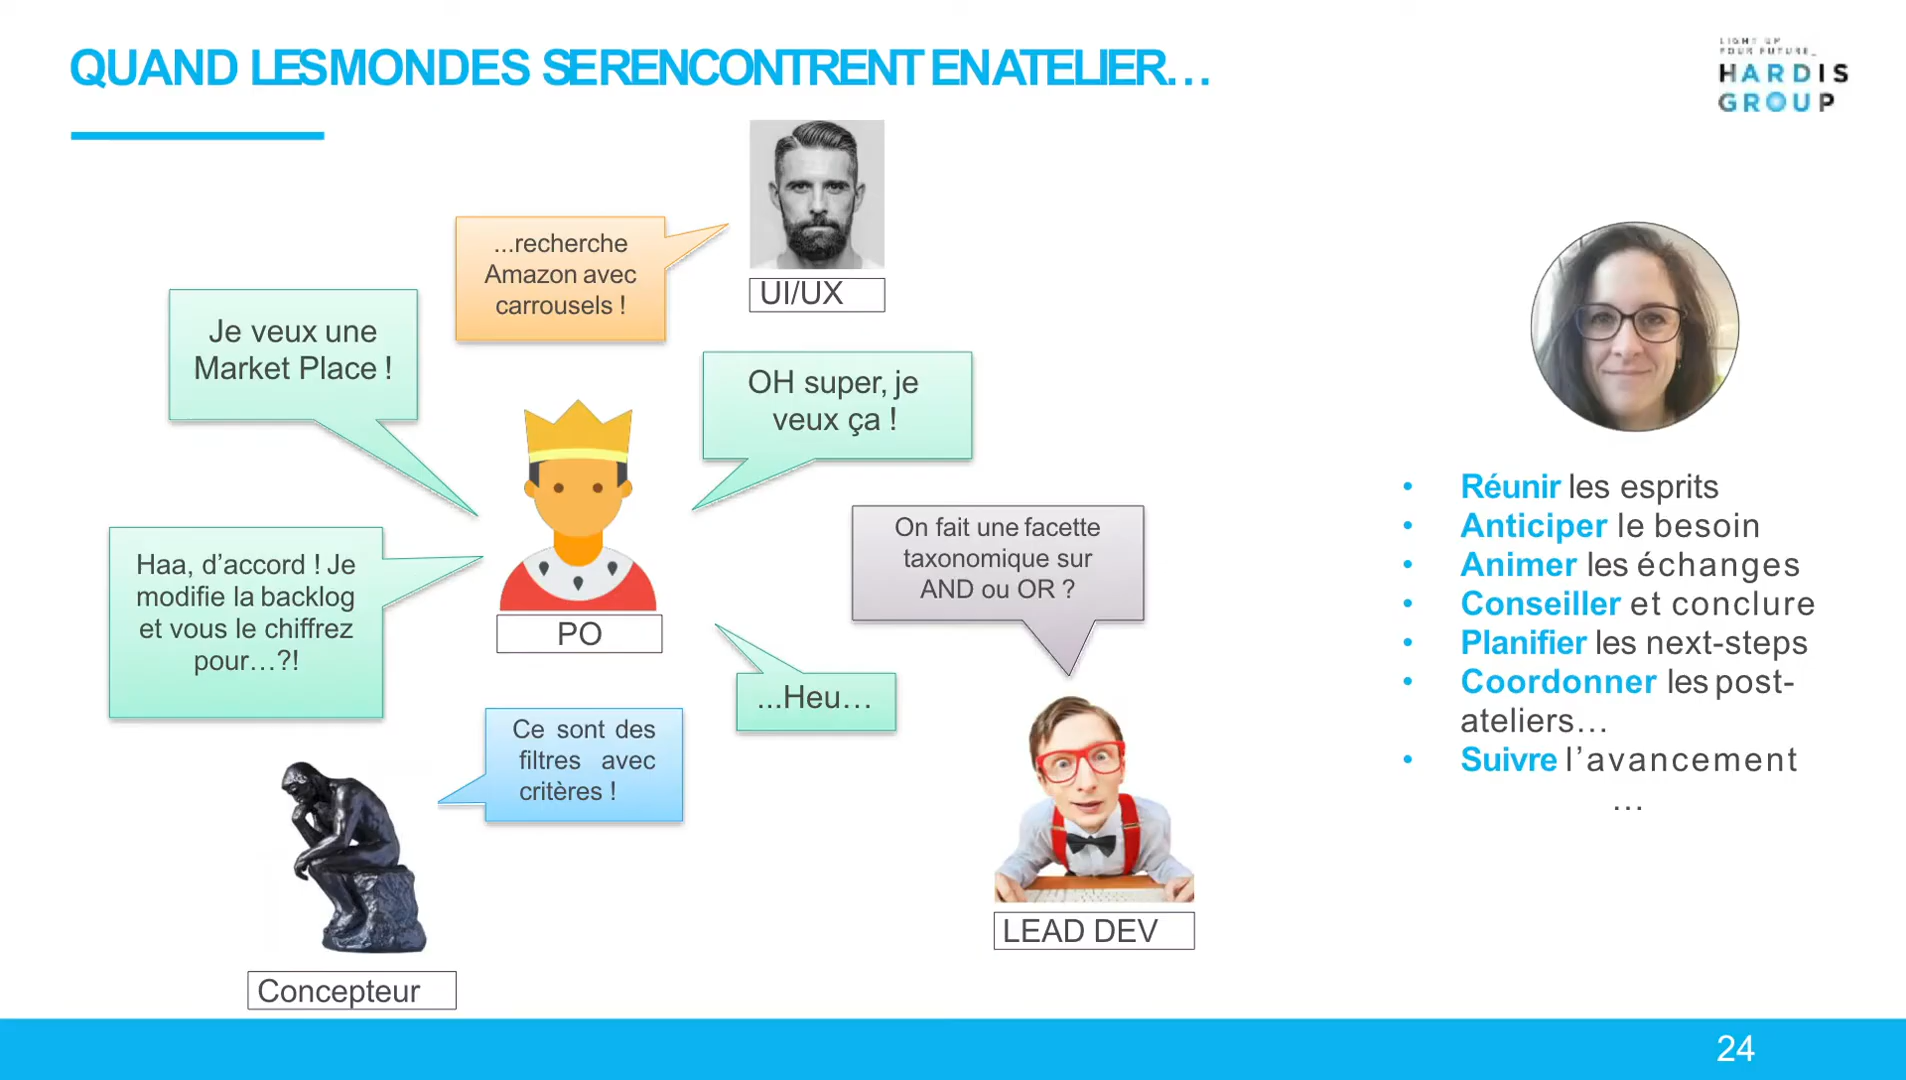 QUAND LES MONDES SE RENCONTRENT EN ATELIER…
LIGHT UP
YOUR FUTURE_
HARDIS
GROUP
...recherche
Amazon avec
carrousels !
UI/UX
Je veux une
Market Place !
OH super, je
veux ça !
Haa, d’accord ! Je
modifie la backlog
et vous le chiffrez
pour…?!
PO
On fait une facette
taxonomique sur
AND ou OR ?
...Heu…
Ce sont des
filtres avec
critères !
LEAD DEV
Concepteur
• Réunir les esprits
• Anticiper le besoin
• Animer les échanges
• Conseiller et conclure
• Planifier les next-steps
• Coordonner les post-
ateliers…
• Suivre l’avancement
…
24